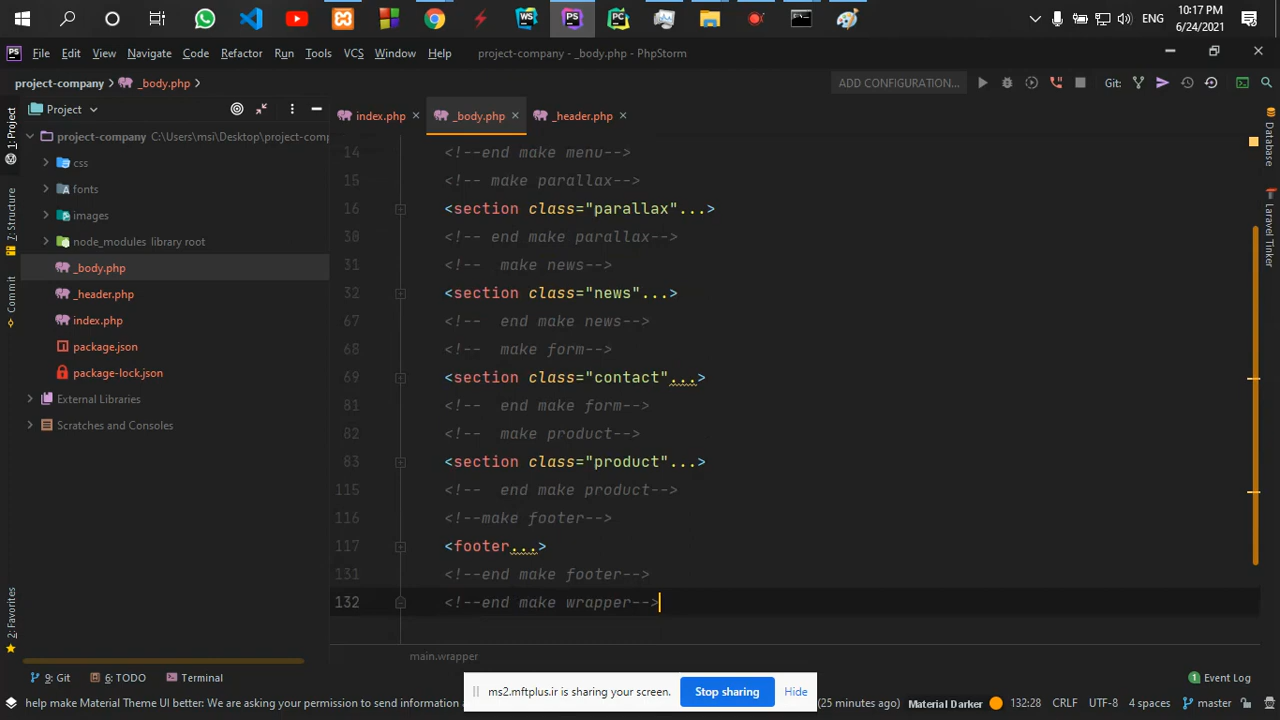 ENG
10:17 PM
6/24/2021
File Edit View Navigate Code Refactor Run Tools VCS Window Help project-company - _body.php - PhpStorm
project-company _body.php
ADD CONFIGURATION... Git:
Project
index.php
_body.php
_header.php
1: Project
7: Structure
Commit
2: Favorites
Database
Laravel Tinker
project-company C:\Users\msi\Desktop\project-comp
css
fonts
images
node_modules library root
_body.php
_header.php
index.php
package.json
package-lock.json
External Libraries
Scratches and Consoles
14 <!--end make menu-->
15 <!-- make parallax-->
16 <section class="parallax"...>
30 <!-- end make parallax-->
31 <!--  make news-->
32 <section class="news"...>
67 <!--  end make news-->
68 <!--  make form-->
69 <section class="contact"...>
81 <!--  end make form-->
82 <!--  make product-->
83 <section class="product"...>
115 <!--  end make product-->
116 <!--make footer-->
117 <footer...>
131 <!--end make footer-->
132 <!--end make wrapper-->
main.wrapper
9: Git 6: TODO Terminal
ms2.mftplus.ir is sharing your screen. Stop sharing Hide
Event Log
help make Material Theme UI better: We are asking your permission to send information
(25 minutes ago) Material Darker 132:28 CRLF UTF-8 4 spaces master